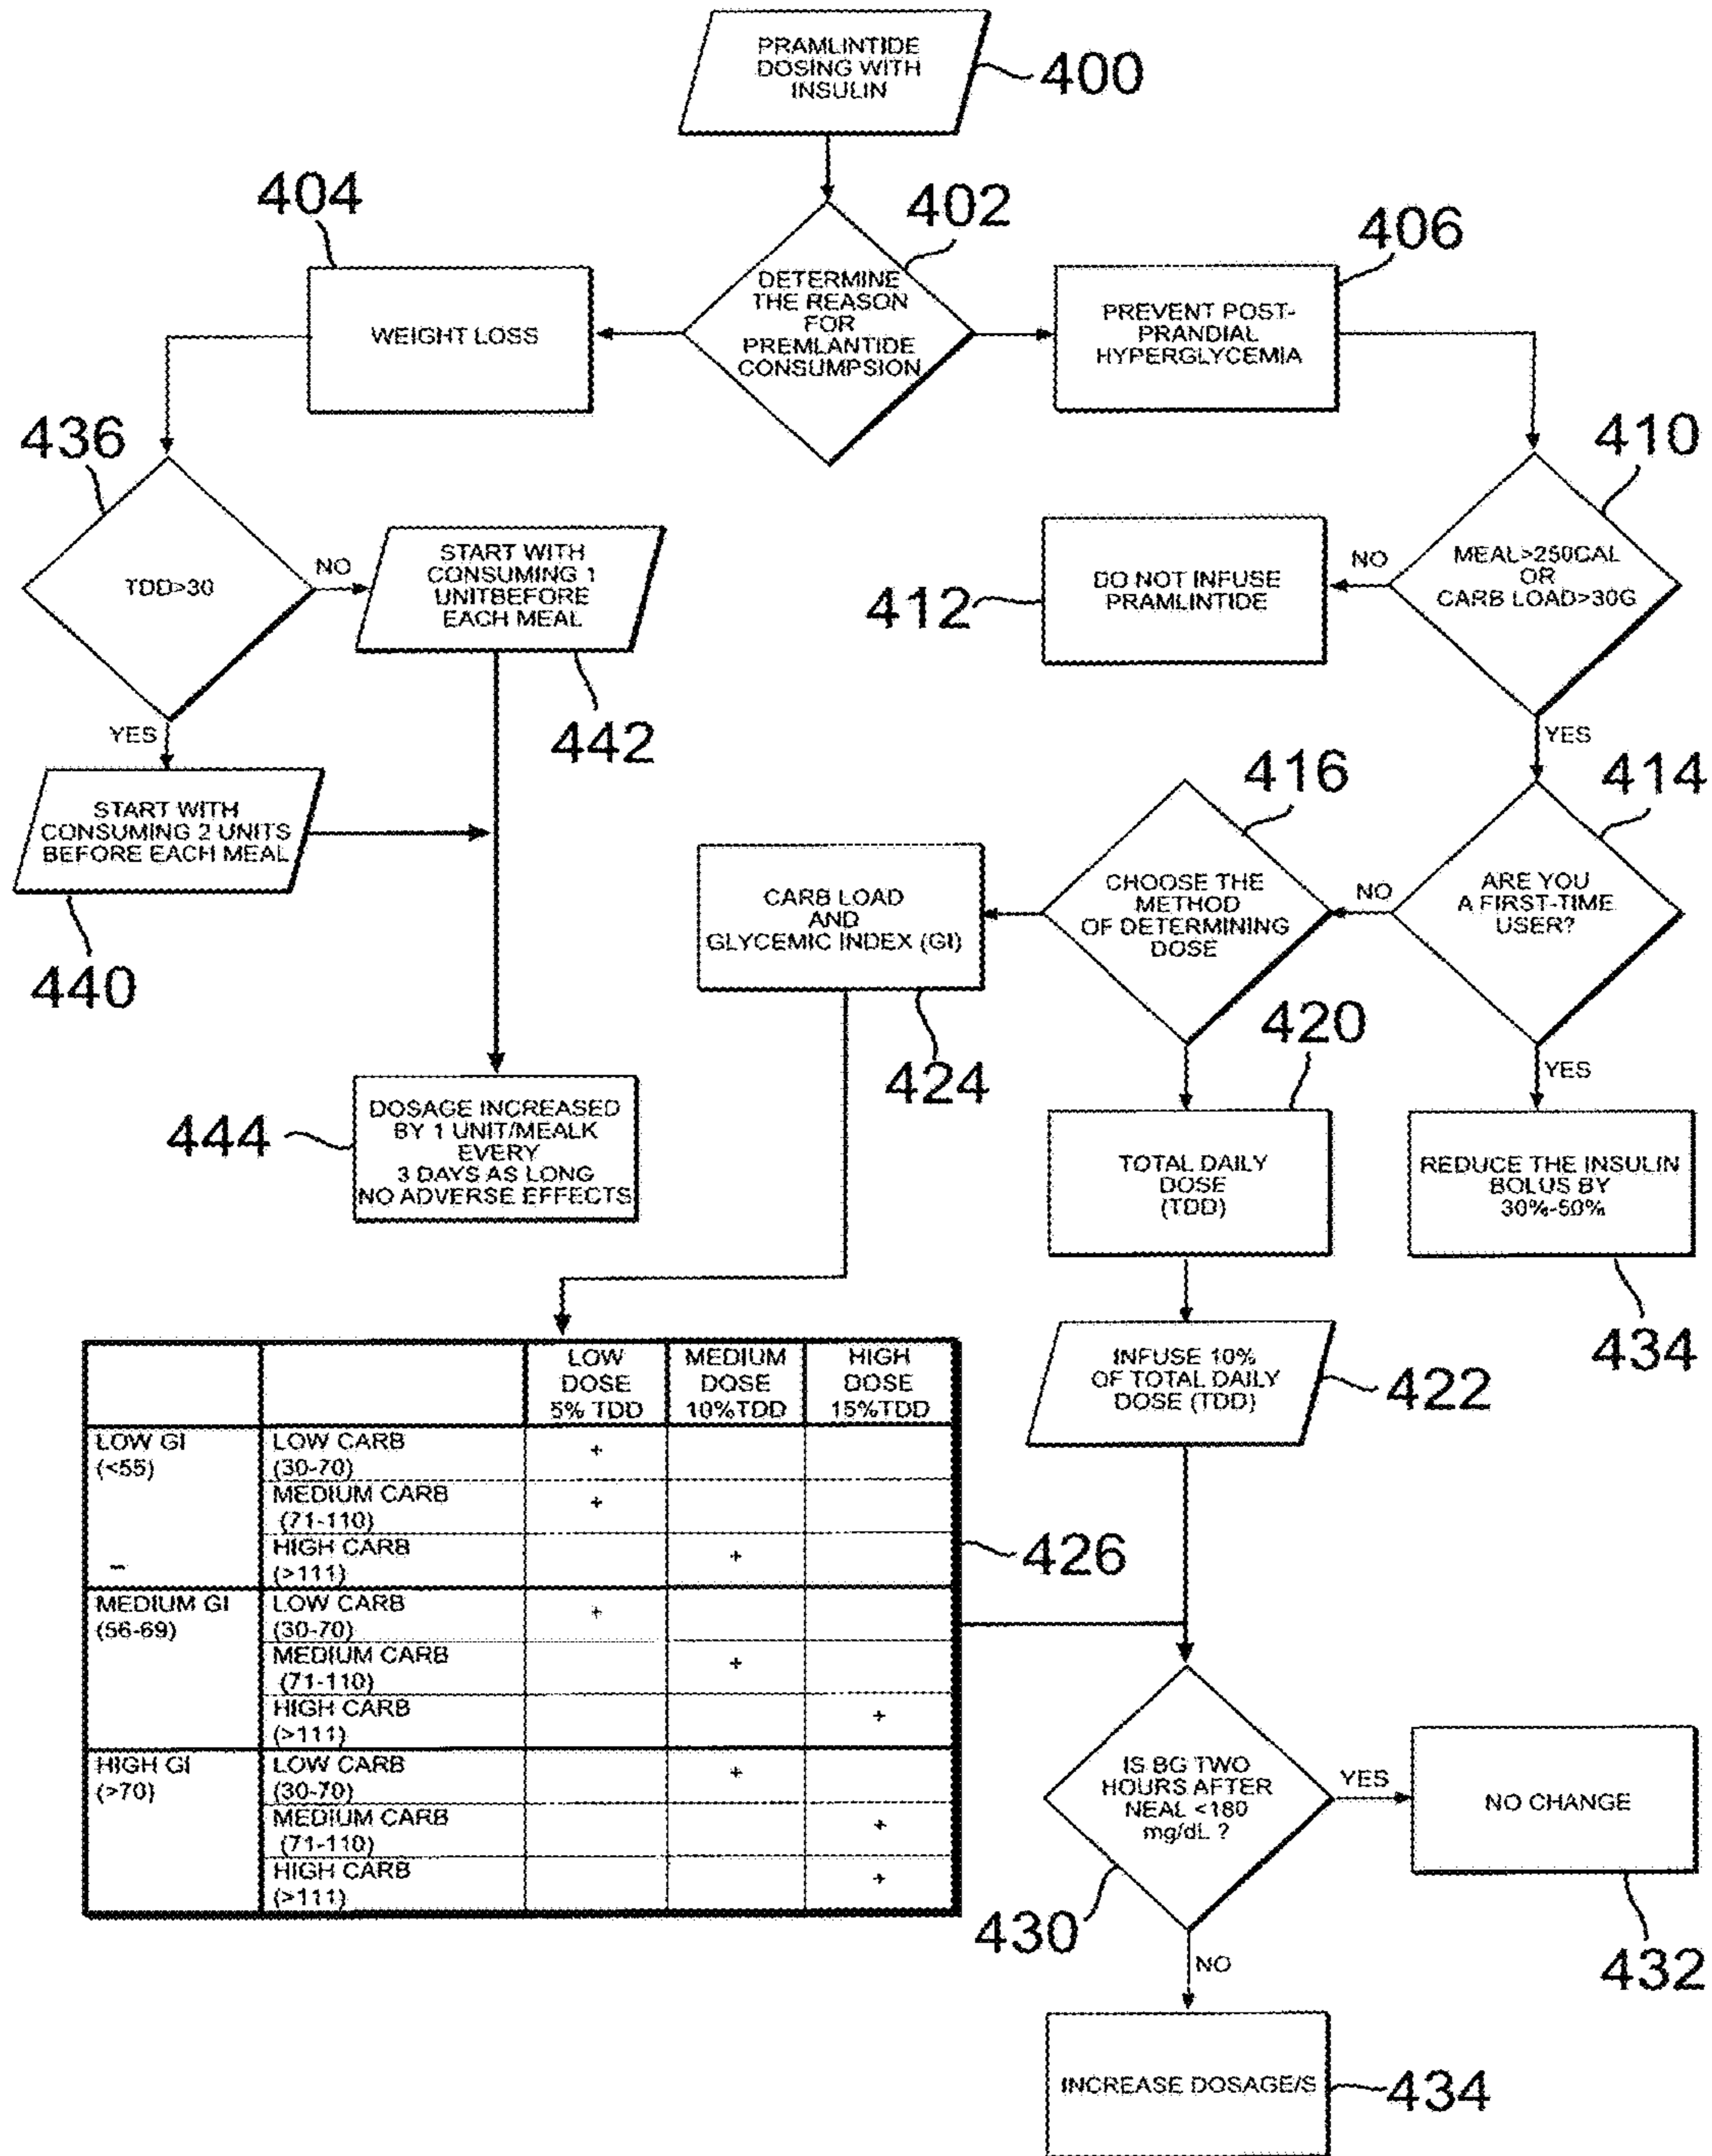 PRAMLINTIDE
DOSING WITH
INSULIN
400
402
DETERMINE
THE REASON
FOR
PREMLANTIDE
CONSUMPSION
404
WEIGHT LOSS
406
PREVENT POST-
PRANDIAL
HYPERGLYCEMIA
436
TDD>30
NO
START WITH
CONSUMING 1
UNITBEFORE
EACH MEAL
442
YES
START WITH
CONSUMING 2 UNITS
BEFORE EACH MEAL
440
444
DOSAGE INCREASED
BY 1 UNIT/MEALK
EVERY
3 DAYS AS LONG
NO ADVERSE EFFECTS
410
MEAL>250CAL
OR
CARB LOAD>30G
NO
DO NOT INFUSE
PRAMLINTIDE
412
YES
414
ARE YOU
A FIRST-TIME
USER?
NO
416
CHOOSE THE
METHOD
OF DETERMINING
DOSE
CARB LOAD
AND
GLYCEMIC INDEX (GI)
424
420
TOTAL DAILY
DOSE
(TDD)
YES
REDUCE THE INSULIN
BOLUS BY
30%-50%
434
INFUSE 10%
OF TOTAL DAILY
DOSE (TDD)
422
LOW DOSE 5% TDD
MEDIUM DOSE 10%TDD
HIGH DOSE 15%TDD
LOW GI
(<55)
–
LOW CARB
(30-70)
+
MEDIUM CARB
(71-110)
+
HIGH CARB
(>111)
+
MEDIUM GI
(56-69)
LOW CARB
(30-70)
+
MEDIUM CARB
(71-110)
+
HIGH CARB
(>111)
+
HIGH GI
(>70)
LOW CARB
(30-70)
+
MEDIUM CARB
(71-110)
+
HIGH CARB
(>111)
+
426
IS BG TWO
HOURS AFTER
NEAL <180
mg/dL ?
430
YES
NO CHANGE
432
NO
INCREASE DOSAGE/S
434